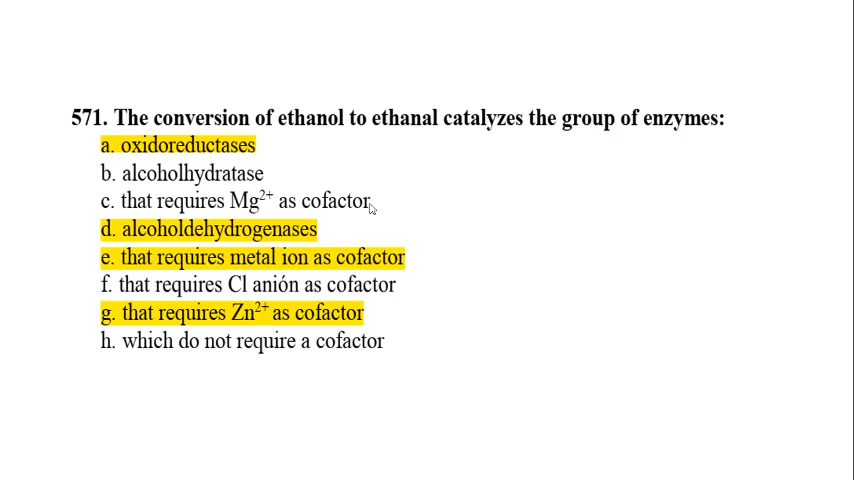 571. The conversion of ethanol to ethanal catalyzes the group of enzymes:
a. oxidoreductases
b. alcoholhydratase
c. that requires Mg²⁺ as cofactor
d. alcoholdehydrogenases
e. that requires metal ion as cofactor
f. that requires Cl anión as cofactor
g. that requires Zn²⁺ as cofactor
h. which do not require a cofactor